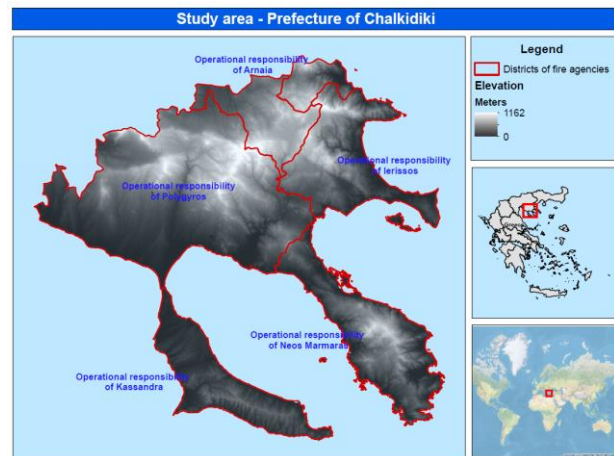 Study area - Prefecture of Chalkidiki
Operational responsibility
of Arnaia
Operational responsibility
of Ierissos
Operational responsibility
of Polygyros
Operational responsibility
of Neos Marmaras
Operational responsibility
of Kassandra
Legend
Districts of fire agencies
Elevation
Meters
1162
0